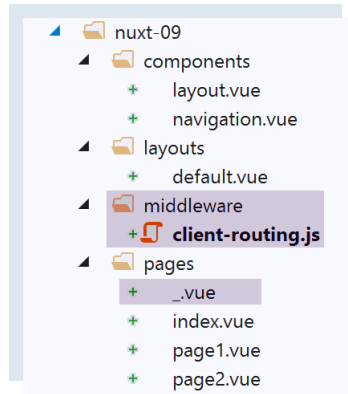 nuxt-09
components
layout.vue
navigation.vue
layouts
default.vue
middleware
client-routing.js
pages
_.vue
index.vue
page1.vue
page2.vue